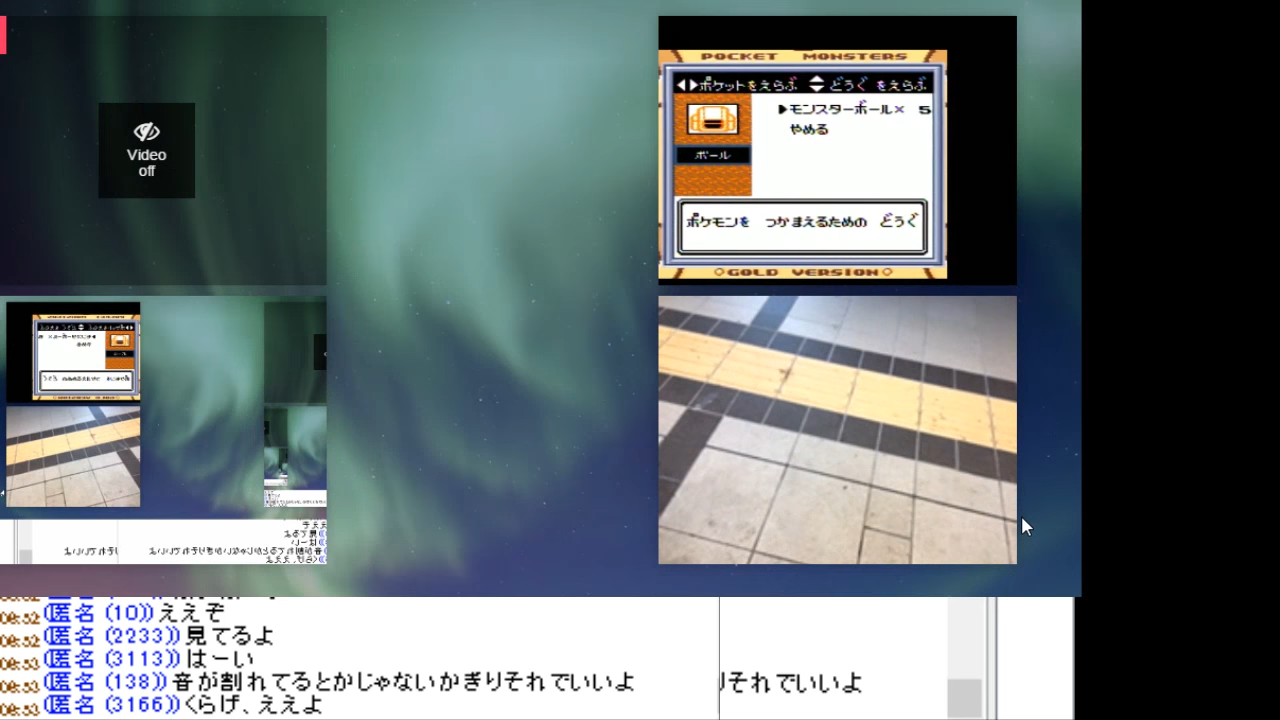 Video
off
POCKET MONSTERS
ポケットをえらぶ どうぐ をえらぶ
▶モンスターボール× 5
やめる
ボール
ポケモンを つかまえるための どうぐ
GOLD VERSION
(匿名 (10)) ええぞ
08:52 (匿名 (2233)) 見てるよ
08:53 (匿名 (3113)) はーい
08:53 (匿名 (138)) 音が割れてるとかじゃないかぎりそれでいいよ
それでいいよ
08:53 (匿名 (3166)) くらげ、ええよ